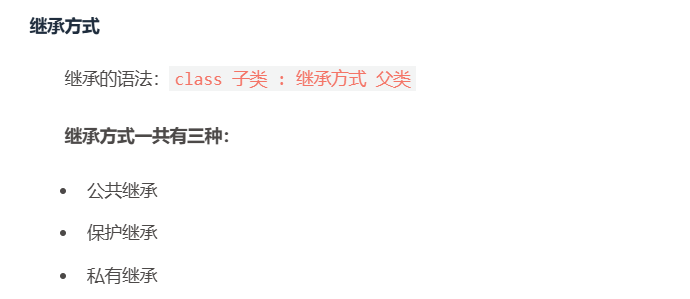 继承方式
继承的语法：class 子类 : 继承方式 父类
继承方式一共有三种：
• 公共继承
• 保护继承
• 私有继承